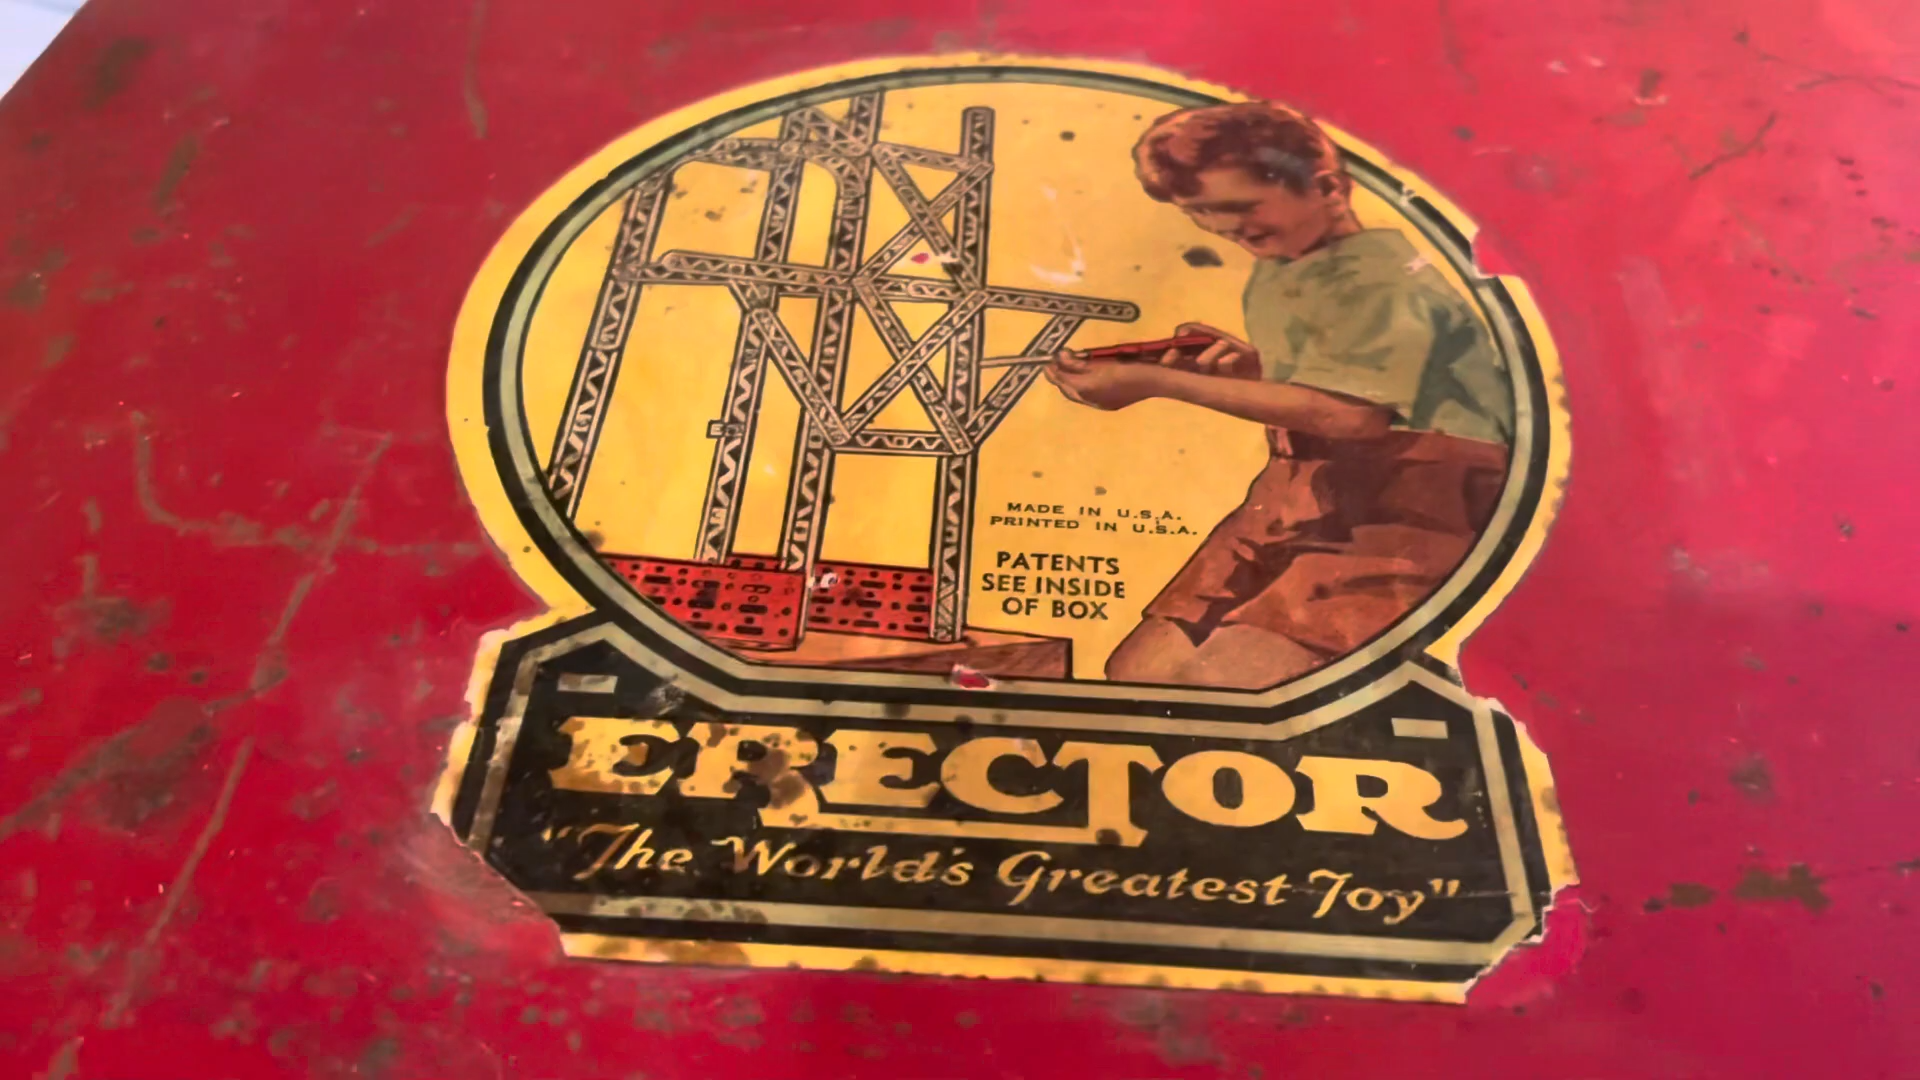 MADE IN U.S.A.
PRINTED IN U.S.A.
PATENTS
SEE INSIDE
OF BOX
ERECTOR
"The World's Greatest Toy"